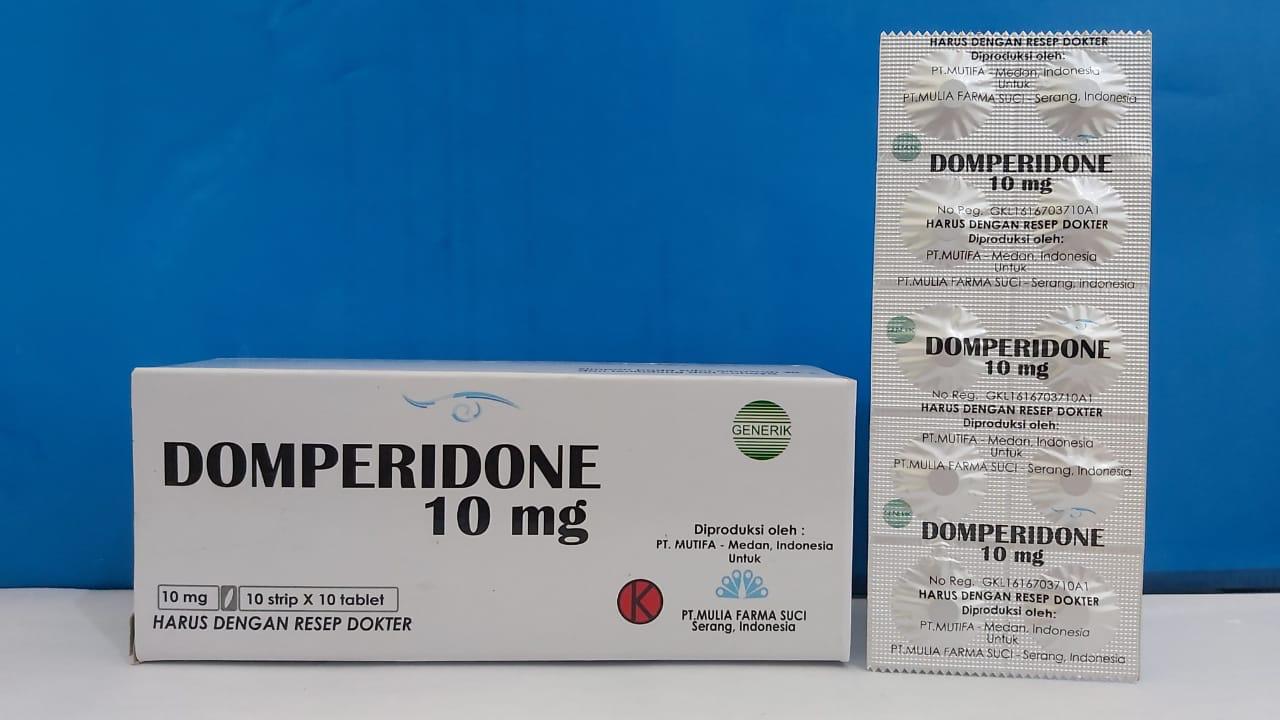 DOMPERIDONE
10 mg
GENERIK
Diproduksi oleh :
PT. MUTIFA - Medan, Indonesia
Untuk
PT.MULIA FARMA SUCI
Serang, Indonesia
K
10 mg
10 strip X 10 tablet
HARUS DENGAN RESEP DOKTER
HARUS DENGAN RESEP DOKTER
Diproduksi oleh:
PT.MUTIFA - Medan, Indonesia
Untuk
PT.MULIA FARMA SUCI - Serang, Indonesia
GENERIK
DOMPERIDONE
10 mg
No Reg. GKL1616703710A1
HARUS DENGAN RESEP DOKTER
Diproduksi oleh:
PT.MUTIFA - Medan, Indonesia
Untuk
PT.MULIA FARMA SUCI - Serang, Indonesia
GENERIK
DOMPERIDONE
10 mg
No Reg. GKL1616703710A1
HARUS DENGAN RESEP DOKTER
Diproduksi oleh:
PT.MUTIFA - Medan, Indonesia
Untuk
PT.MULIA FARMA SUCI - Serang, Indonesia
GENERIK
DOMPERIDONE
10 mg
No Reg. GKL1616703710A1
HARUS DENGAN RESEP DOKTER
Diproduksi oleh:
PT.MUTIFA - Medan, Indonesia
Untuk
PT.MULIA FARMA SUCI - Serang, Indonesia